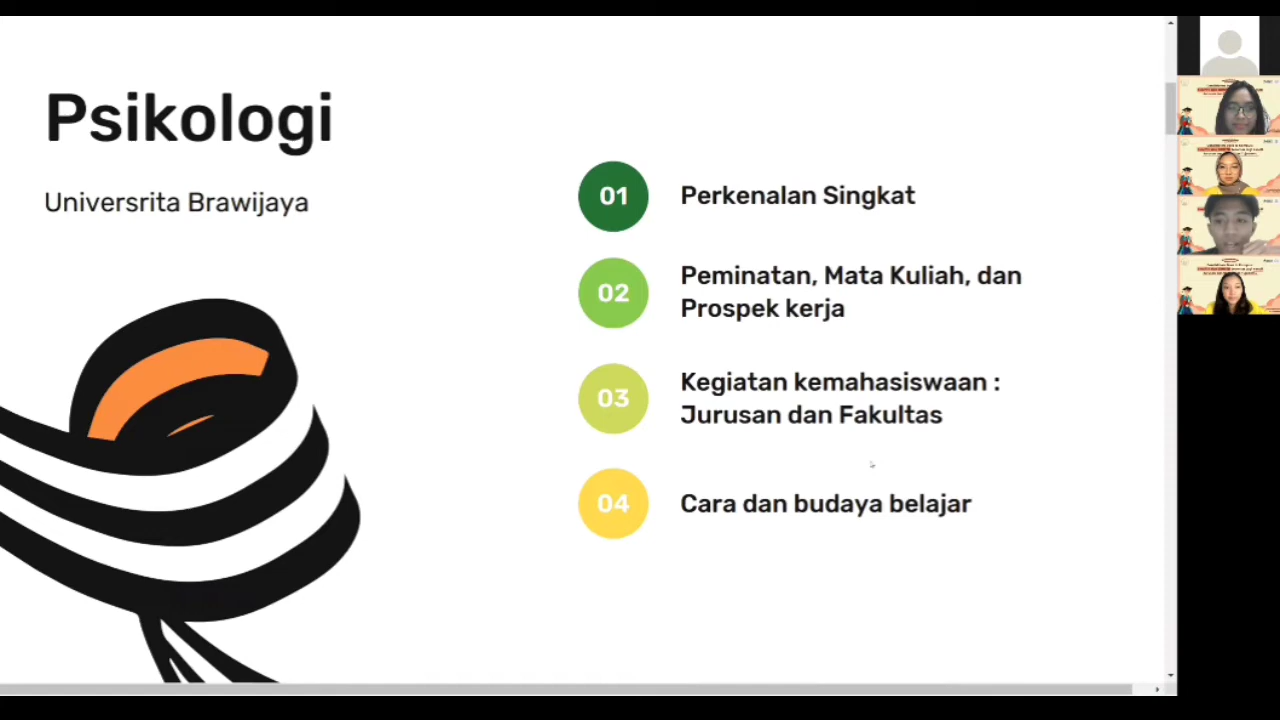 Psikologi
Universrita Brawijaya
01
Perkenalan Singkat
02
Peminatan, Mata Kuliah, dan
Prospek kerja
03
Kegiatan kemahasiswaan :
Jurusan dan Fakultas
04
Cara dan budaya belajar